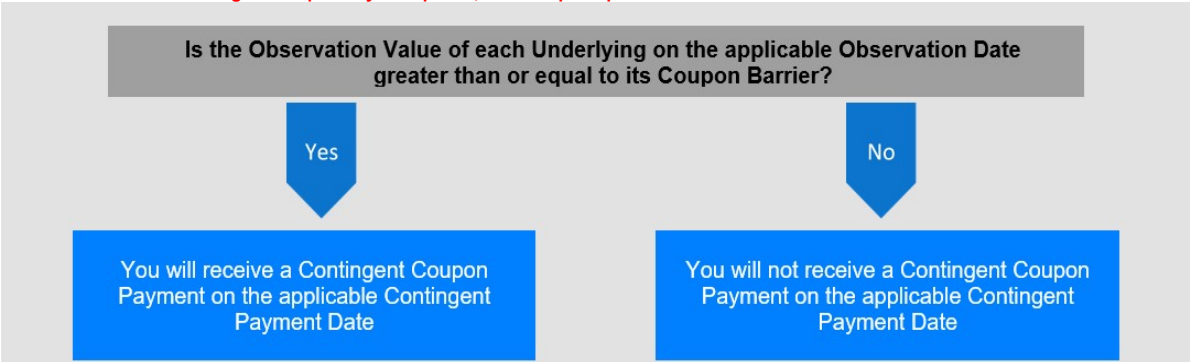 Is the Observation Value of each Underlying on the applicable Observation Date
greater than or equal to its Coupon Barrier?
Yes
No
You will receive a Contingent Coupon
Payment on the applicable Contingent
Payment Date
You will not receive a Contingent Coupon
Payment on the applicable Contingent
Payment Date